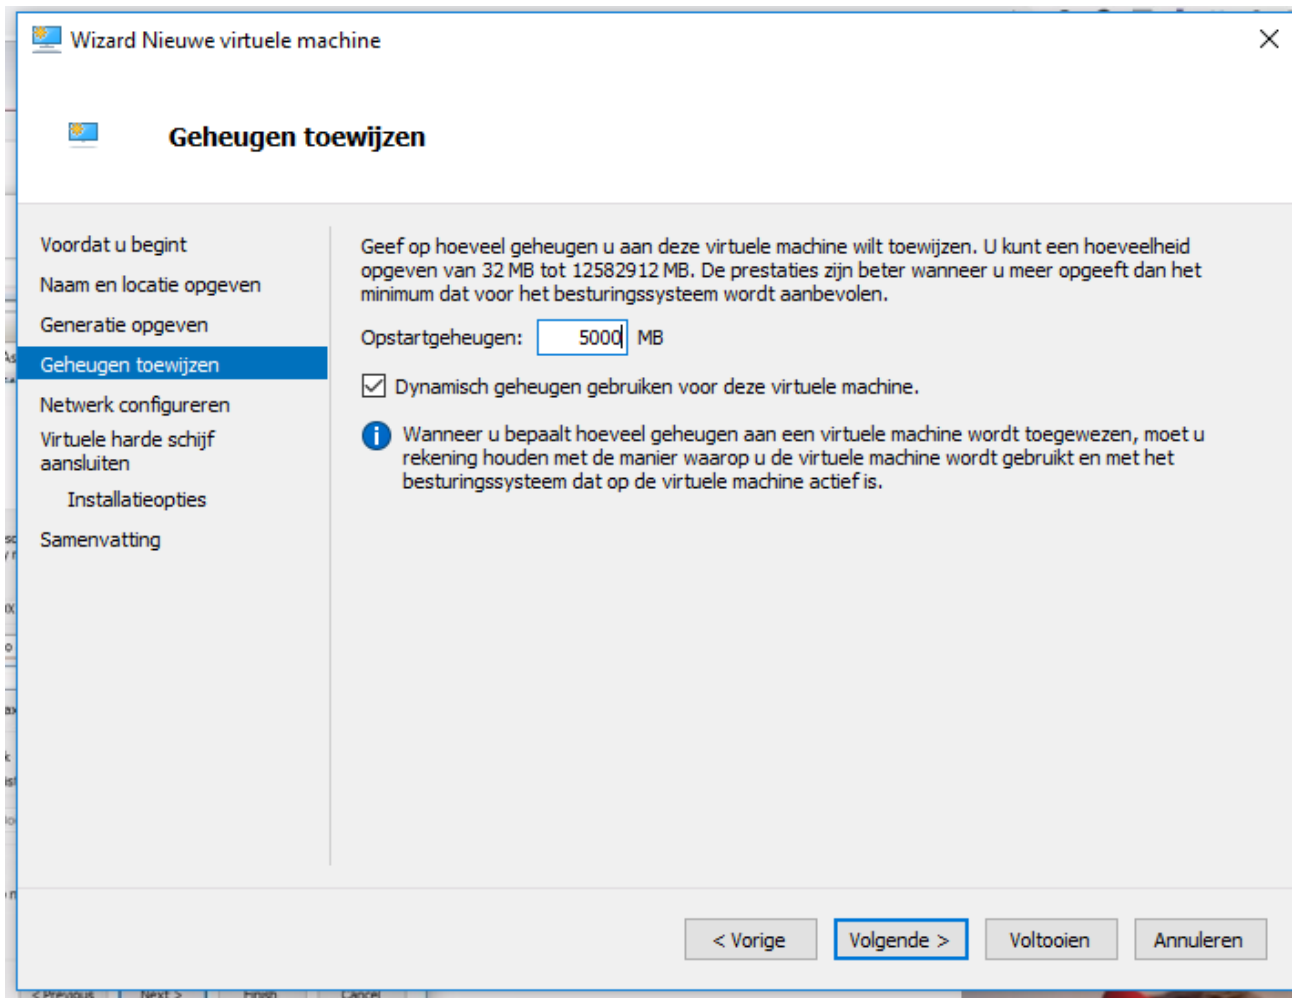 Wizard Nieuwe virtuele machine
Geheugen toewijzen
Voordat u begint
Naam en locatie opgeven
Generatie opgeven
Geheugen toewijzen
Netwerk configureren
Virtuele harde schijf
aansluiten
Installatieopties
Samenvatting
Geef op hoeveel geheugen u aan deze virtuele machine wilt toewijzen. U kunt een hoeveelheid
opgeven van 32 MB tot 12582912 MB. De prestaties zijn beter wanneer u meer opgeeft dan het
minimum dat voor het besturingssysteem wordt aanbevolen.
Opstartgeheugen: 5000 MB
Dynamisch geheugen gebruiken voor deze virtuele machine.
Wanneer u bepaalt hoeveel geheugen aan een virtuele machine wordt toegewezen, moet u
rekening houden met de manier waarop u de virtuele machine wordt gebruikt en met het
besturingssysteem dat op de virtuele machine actief is.
< Vorige Volgende > Voltooien Annuleren
< Previous Next > Finish Cancel